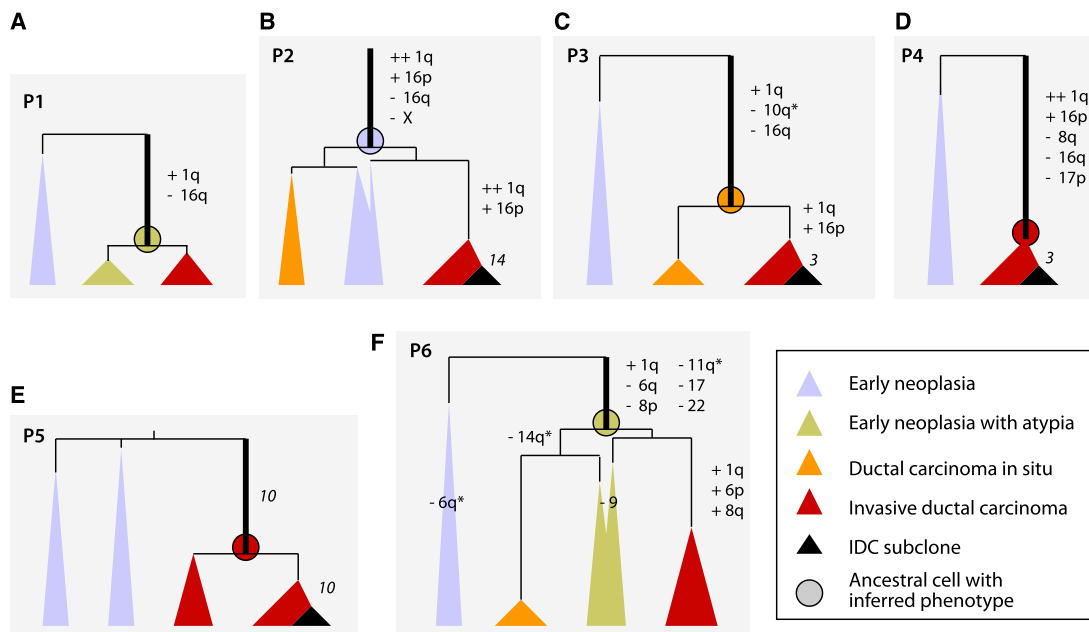 A
P1
+ 1q
- 16q
B
P2
++ 1q
+ 16p
- 16q
- X
++ 1q
+ 16p
14
C
P3
+ 1q
- 10q*
- 16q
+ 1q
+ 16p
3
D
P4
++ 1q
+ 16p
- 8q
- 16q
- 17p
3
E
P5
10
10
F
P6
+ 1q - 11q*
- 6q - 17
- 8p - 22
- 14q*
- 6q*
- 9
+ 1q
+ 6p
+ 8q
Early neoplasia
Early neoplasia with atypia
Ductal carcinoma in situ
Invasive ductal carcinoma
IDC subclone
Ancestral cell with
inferred phenotype